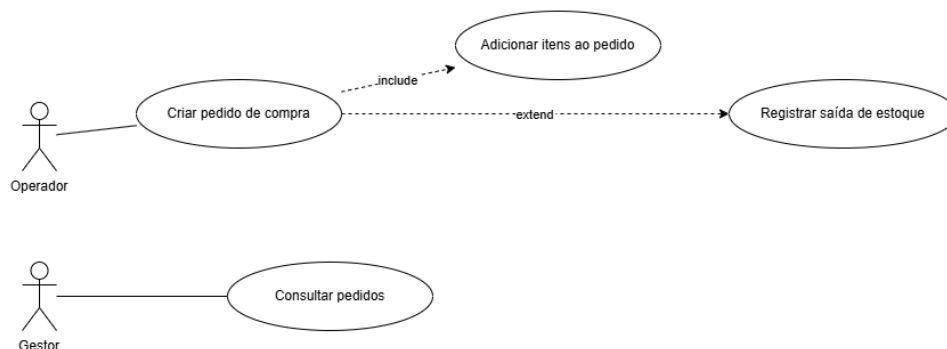 Adicionar itens ao pedido
include
Criar pedido de compra
extend
Registrar saída de estoque
Operador
Consultar pedidos
Gestor